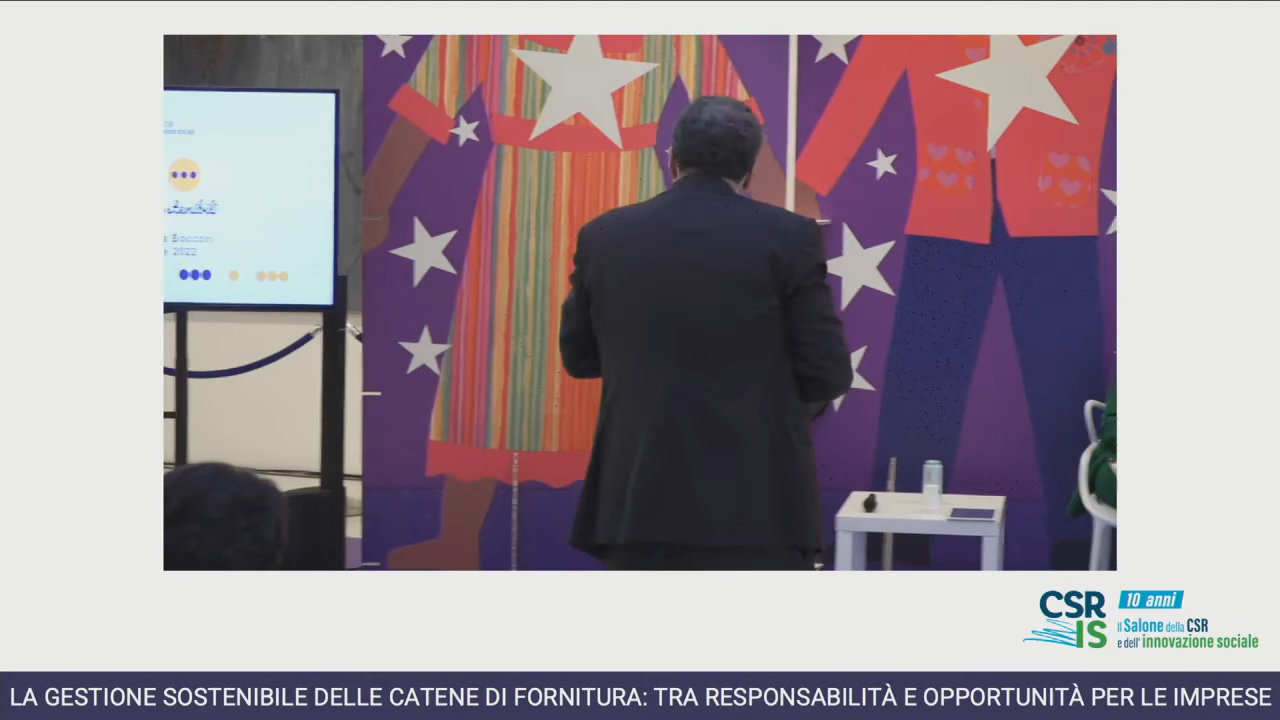 2022
CSR
IS
10 anni
Il Salone della CSR
e dell'innovazione sociale
LA GESTIONE SOSTENIBILE DELLE CATENE DI FORNITURA: TRA RESPONSABILITÀ E OPPORTUNITÀ PER LE IMPRESE